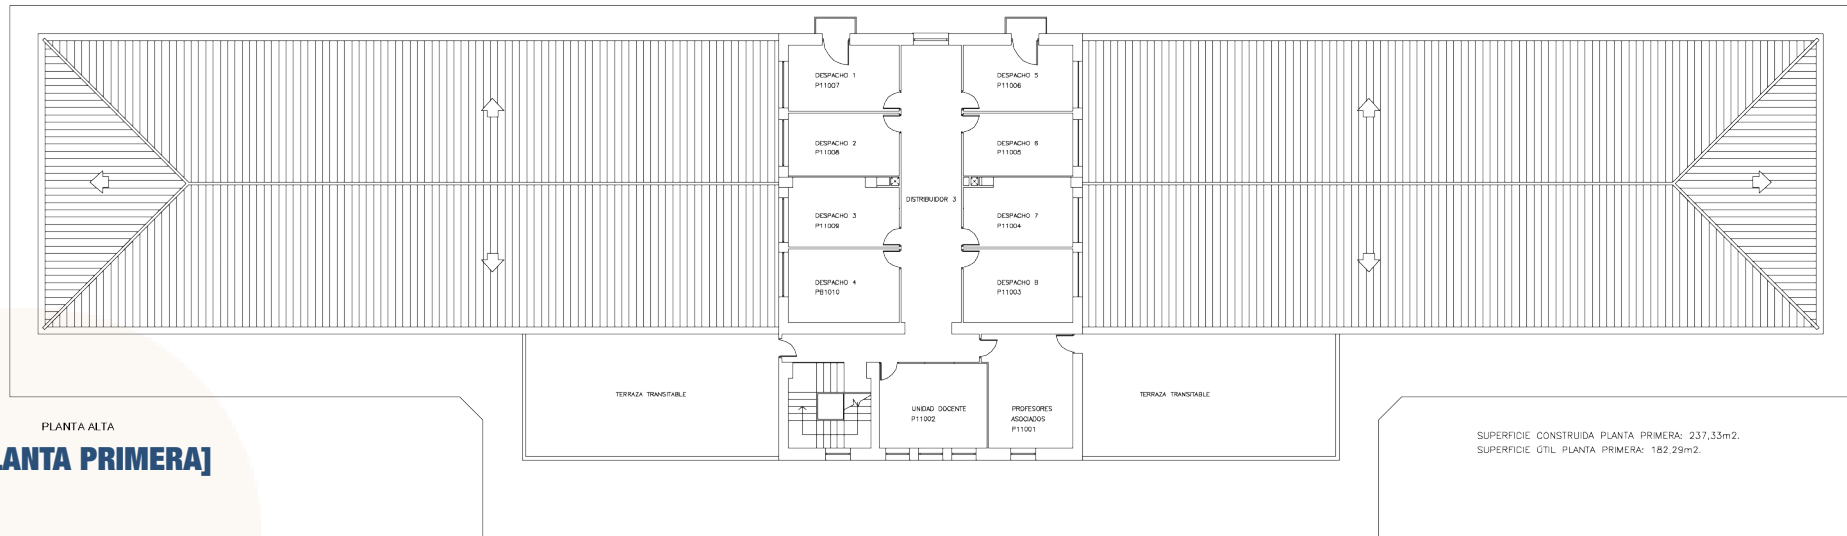 DESPACHO 1
P11007
DESPACHO 5
P11006
DESPACHO 2
P11008
DESPACHO 6
P11005
DISTRIBUIDOR 3
DESPACHO 3
P11009
DESPACHO 7
P11004
DESPACHO 4
PB1010
DESPACHO 8
P11003
TERRAZA TRANSITABLE
UNIDAD DOCENTE
P11002
PROFESORES
ASOCIADOS
P11001
TERRAZA TRANSITABLE
PLANTA ALTA
LANTA PRIMERA]
SUPERFICIE CONSTRUIDA PLANTA PRIMERA: 237,33m2.
SUPERFICIE ÚTIL PLANTA PRIMERA: 182,29m2.